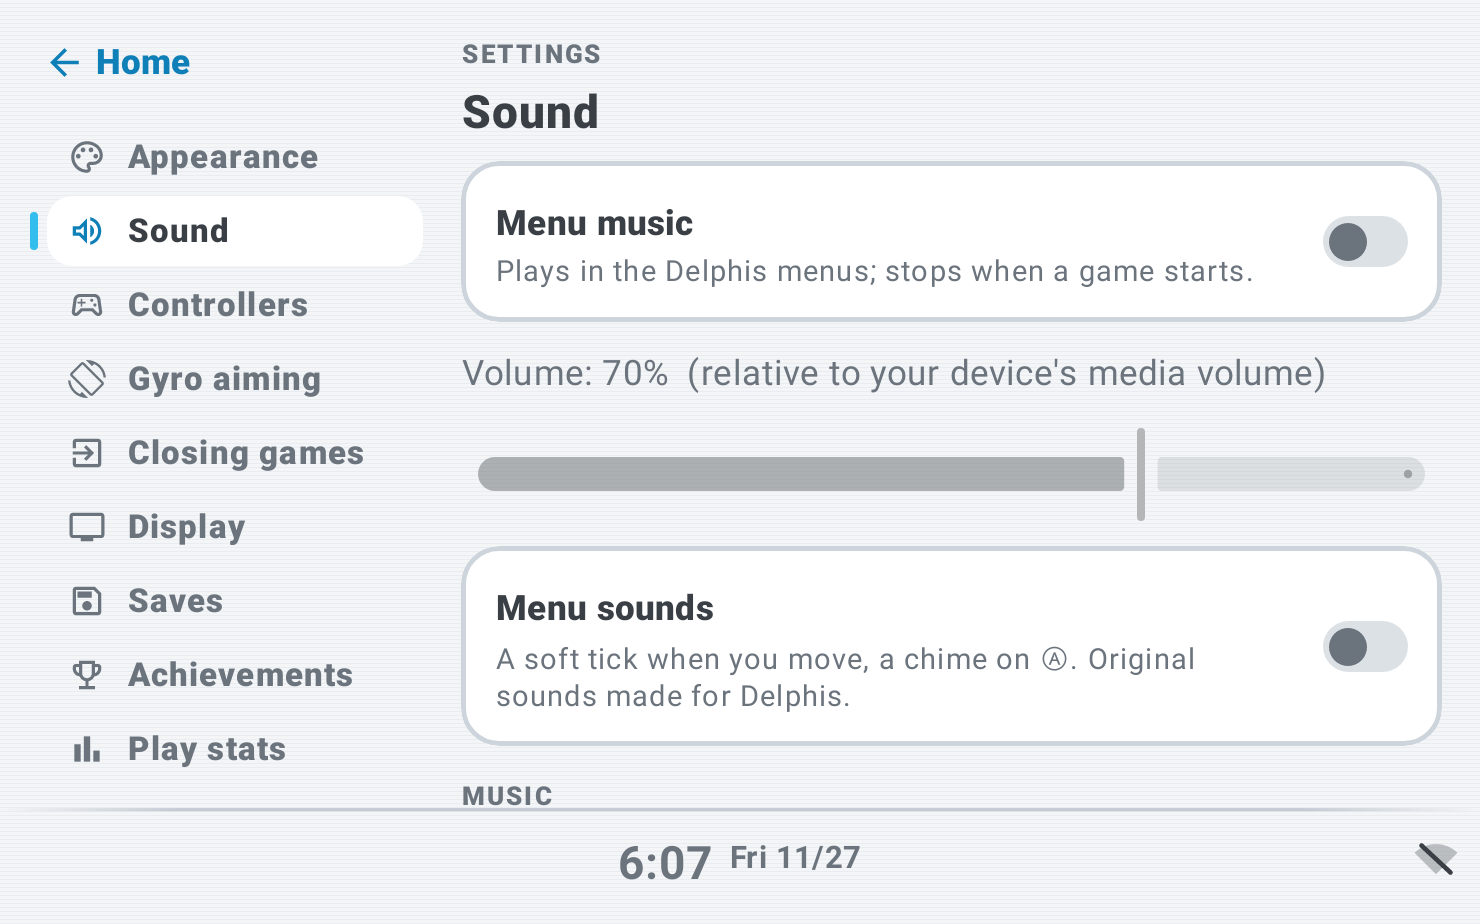 Home
Appearance
Sound
Controllers
Gyro aiming
Closing games
Display
Saves
Achievements
Play stats
SETTINGS
Sound
Menu music
Plays in the Delphis menus; stops when a game starts.
Volume: 70%  (relative to your device's media volume)
Menu sounds
A soft tick when you move, a chime on Ⓐ. Original
sounds made for Delphis.
MUSIC
6:07 Fri 11/27